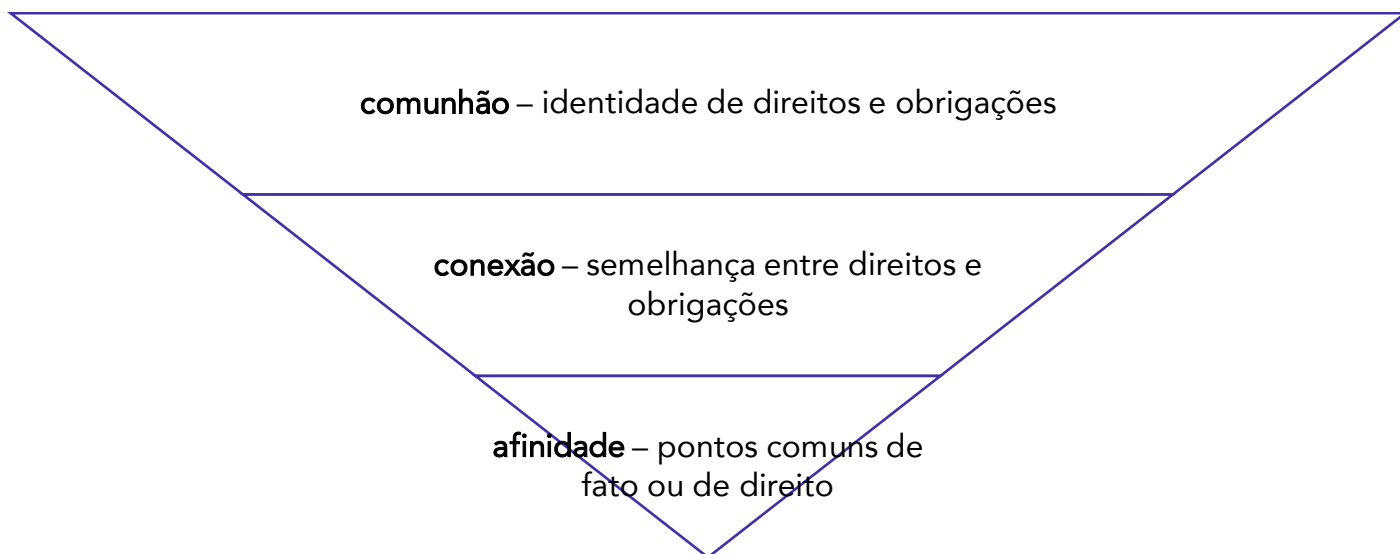 comunhão – identidade de direitos e obrigações
conexão – semelhança entre direitos e
obrigações
afinidade – pontos comuns de
fato ou de direito